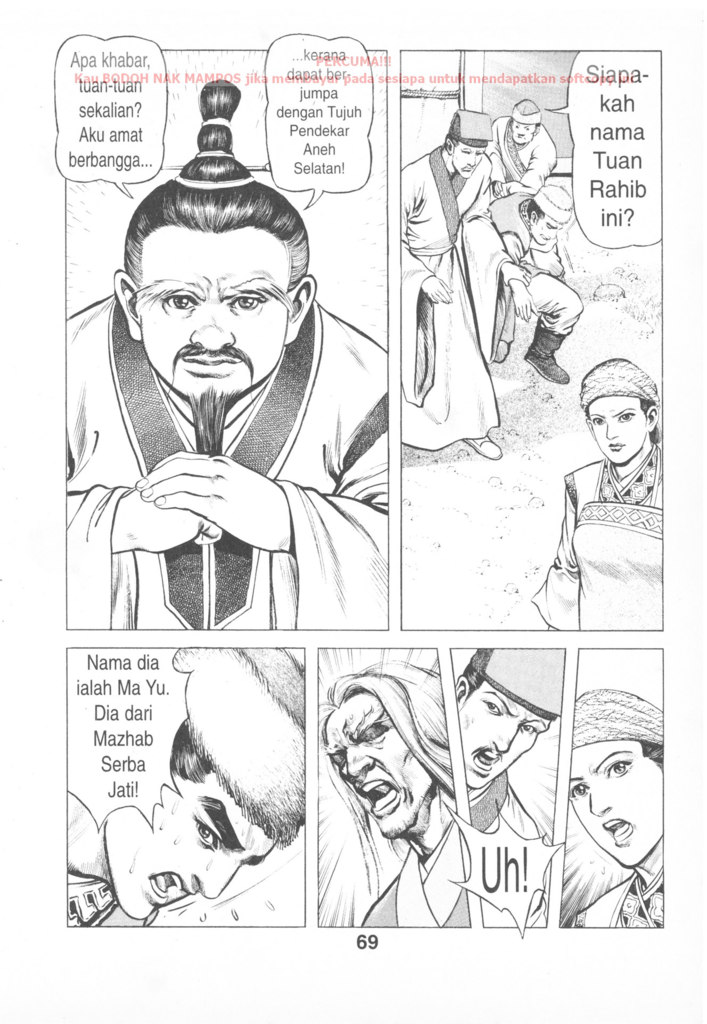 PERCUMA!!!
Kau BODOH NAK MAMPOS jika membayar pada sesiapa untuk mendapatkan softcopy ini
Apa khabar,
tuan-tuan
sekalian?
Aku amat
berbangga...
...kerana
dapat ber-
jumpa
dengan Tujuh
Pendekar
Aneh
Selatan!
Siapa-
kah
nama
Tuan
Rahib
ini?
Nama dia
ialah Ma Yu.
Dia dari
Mazhab
Serba
Jati!
Uh!
69